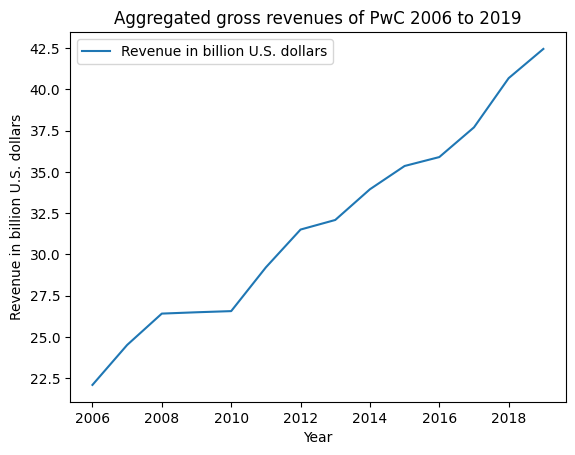 Aggregated gross revenues of PwC 2006 to 2019
Revenue in billion U.S. dollars
42.5
40.0
37.5
35.0
32.5
30.0
27.5
25.0
22.5
Revenue in billion U.S. dollars
2006 2008 2010 2012 2014 2016 2018
Year